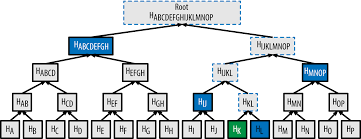 Root
HABCDEFGHIJKLMNOP
HABCDEFGH
HIJKLMNOP
HABCD
HEFGH
HIJKL
HMNOP
HAB
HCD
HEF
HGH
HIJ
HKL
HMN
HOP
HA
HB
HC
HD
HE
HF
HG
HH
HI
HJ
HK
HL
HM
HN
HO
HP